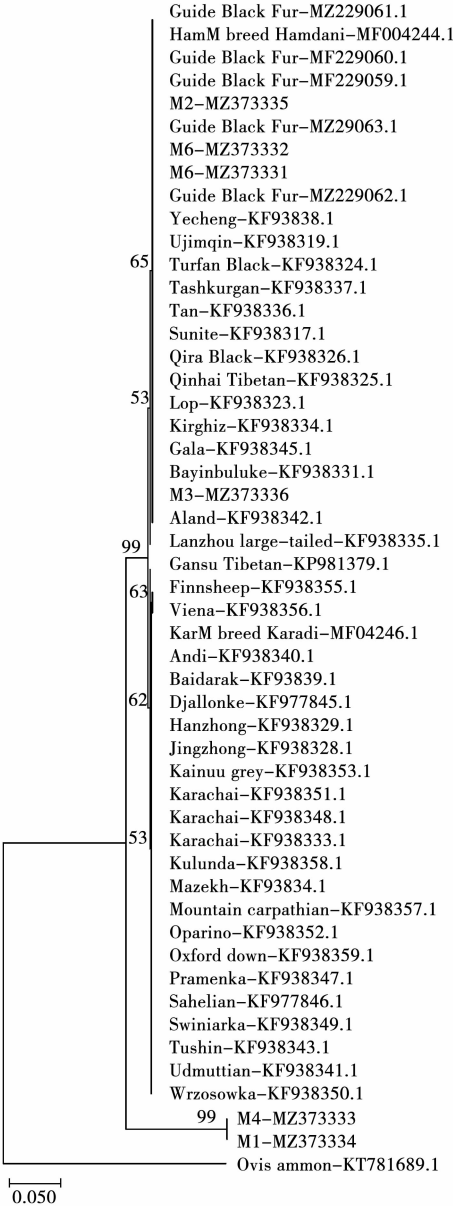 Guide Black Fur–MZ229061.1
HamM breed Hamdani–MF004244.1
Guide Black Fur–MF229060.1
Guide Black Fur–MF229059.1
M2–MZ373335
Guide Black Fur–MZ29063.1
M6–MZ373332
M6–MZ373331
Guide Black Fur–MZ229062.1
Yecheng–KF93838.1
Ujimqin–KF938319.1
65
Turfan Black–KF938324.1
Tashkurgan–KF938337.1
Tan–KF938336.1
Sunite–KF938317.1
Qira Black–KF938326.1
Qinhai Tibetan–KF938325.1
53
Lop–KF938323.1
Kirghiz–KF938334.1
Gala–KF938345.1
Bayinbuluke–KF938331.1
M3–MZ373336
Aland–KF938342.1
Lanzhou large–tailed–KF938335.1
99
Gansu Tibetan–KP981379.1
Finnsheep–KF938355.1
63
Viena–KF938356.1
KarM breed Karadi–MF04246.1
Andi–KF938340.1
Baidarak–KF93839.1
62
Djallonke–KF977845.1
Hanzhong–KF938329.1
Jingzhong–KF938328.1
Kainuu grey–KF938353.1
Karachai–KF938351.1
Karachai–KF938348.1
53
Karachai–KF938333.1
Kulunda–KF938358.1
Mazekh–KF93834.1
Mountain carpathian–KF938357.1
Oparino–KF938352.1
Oxford down–KF938359.1
Pramenka–KF938347.1
Sahelian–KF977846.1
Swiniarka–KF938349.1
Tushin–KF938343.1
Udmuttian–KF938341.1
Wrzosowka–KF938350.1
99
M4–MZ373333
M1–MZ373334
Ovis ammon–KT781689.1
0.050